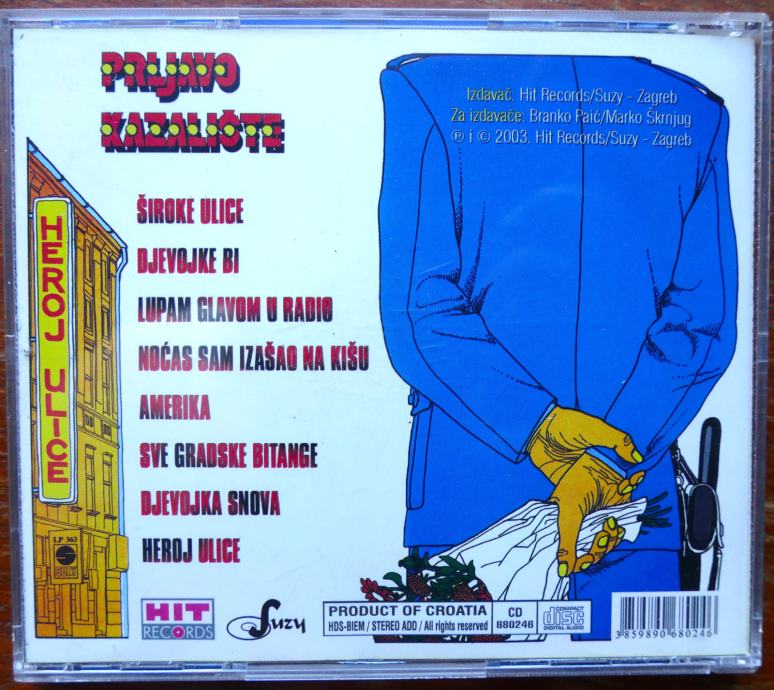 PRLJAVO
KAZALIŠTE
Izdavač: Hit Records/Suzy - Zagreb
Za izdavače: Branko Paić/Marko Škrnjug
℗ i © 2003. Hit Records/Suzy - Zagreb
HEROJ ULICE
ŠIROKE ULICE
DJEVOJKE BI
LUPAM GLAVOM U RADIO
NOĆAS SAM IZAŠAO NA KIŠU
AMERIKA
SVE GRADSKE BITANGE
DJEVOJKA SNOVA
HEROJ ULICE
LP 363
SUZY
HIT
RECORDS
Suzy
PRODUCT OF CROATIA
HDS-BIEM / STEREO ADD / All rights reserved
CD
680246
COMPACT
disc
DIGITAL AUDIO
3 859890 680246